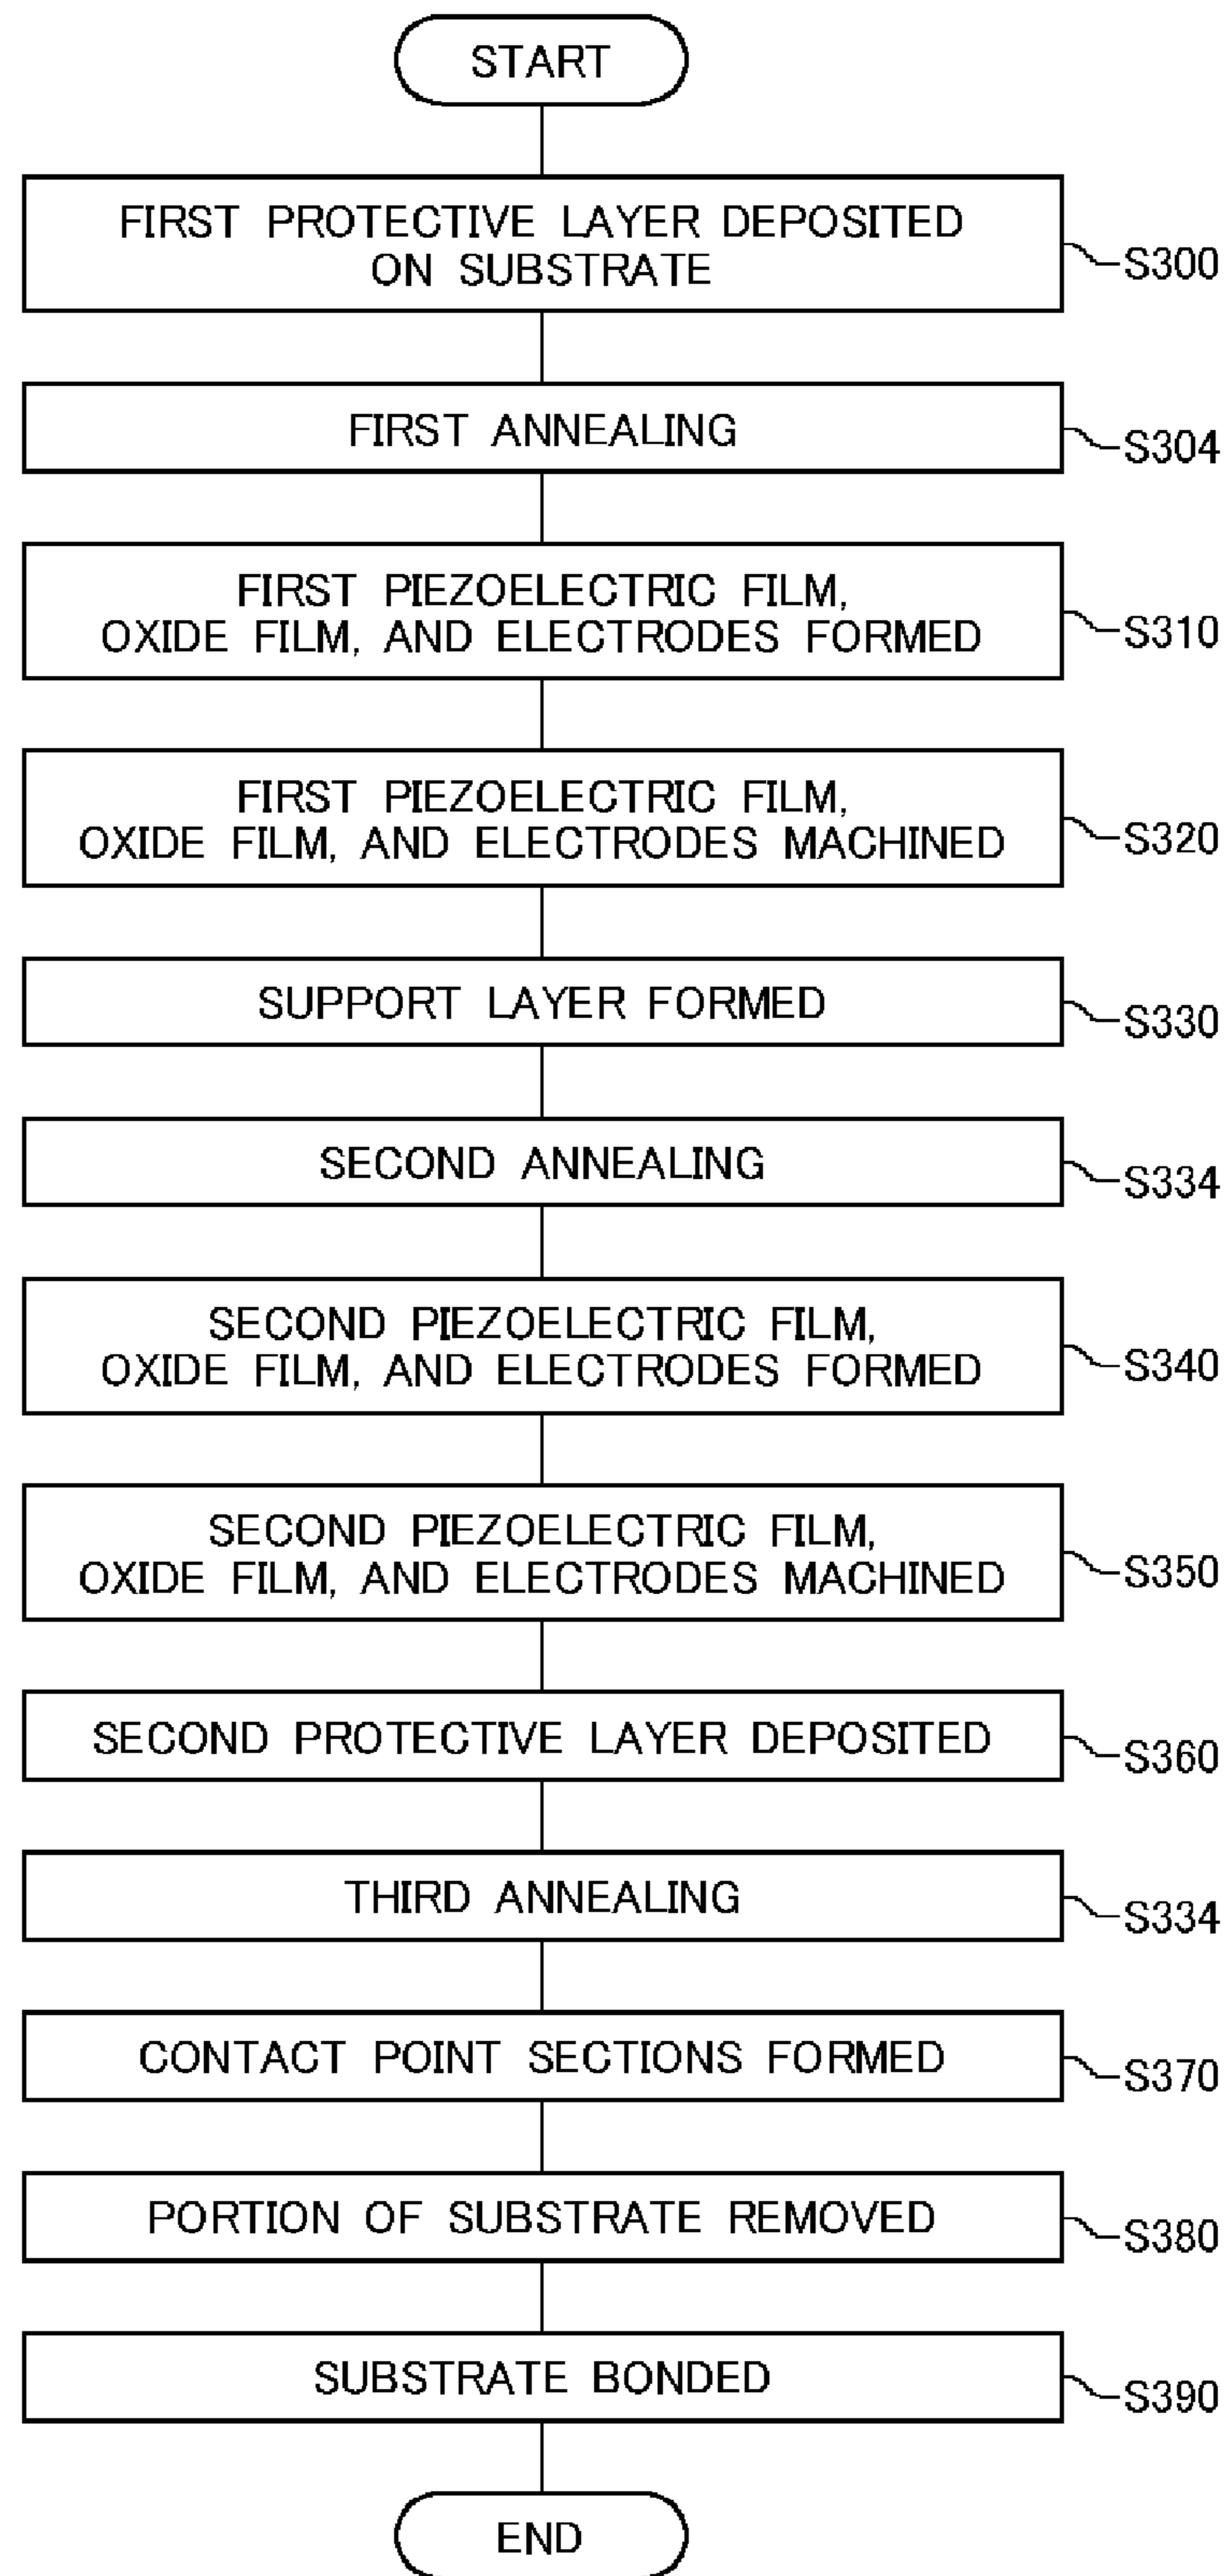 START
FIRST PROTECTIVE LAYER DEPOSITED
ON SUBSTRATE
S300
FIRST ANNEALING
S304
FIRST PIEZOELECTRIC FILM,
OXIDE FILM, AND ELECTRODES FORMED
S310
FIRST PIEZOELECTRIC FILM,
OXIDE FILM, AND ELECTRODES MACHINED
S320
SUPPORT LAYER FORMED
S330
SECOND ANNEALING
S334
SECOND PIEZOELECTRIC FILM,
OXIDE FILM, AND ELECTRODES FORMED
S340
SECOND PIEZOELECTRIC FILM,
OXIDE FILM, AND ELECTRODES MACHINED
S350
SECOND PROTECTIVE LAYER DEPOSITED
S360
THIRD ANNEALING
S334
CONTACT POINT SECTIONS FORMED
S370
PORTION OF SUBSTRATE REMOVED
S380
SUBSTRATE BONDED
S390
END